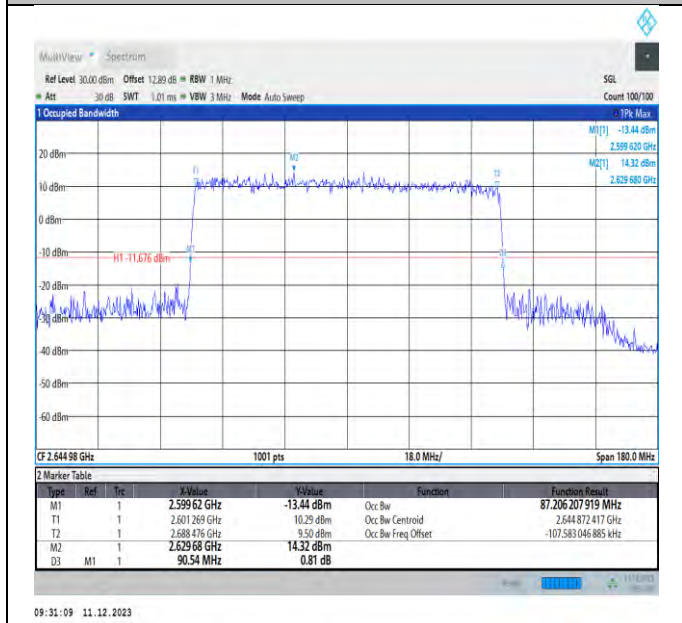 MultiView Spectrum
Ref Level 30.00 dBm Offset 12.89 dB RBW 1 MHz SGL
Att 30 dB SWT 1.01 ms VBW 3 MHz Mode Auto Sweep Count 100/100
1 Occupied Bandwidth 1Pk Max
M1[1] -13.44 dBm
2.599 620 GHz
M2[1] 14.32 dBm
2.629 680 GHz
20 dBm
M2
T1
T2
10 dBm
0 dBm
-10 dBm
M1
H1 -11.676 dBm
D3
-20 dBm
-30 dBm
-40 dBm
-50 dBm
-60 dBm
CF 2.644 98 GHz 1001 pts 18.0 MHz/ Span 180.0 MHz
2 Marker Table
Type Ref Trc X-Value Y-Value Function Function Result
M1 1 2.599 62 GHz -13.44 dBm Occ Bw 87.206 207 919 MHz
T1 1 2.601 269 GHz 10.29 dBm Occ Bw Centroid 2.644 872 417 GHz
T2 1 2.688 476 GHz 9.50 dBm Occ Bw Freq Offset -107.583 046 885 kHz
M2 1 2.629 68 GHz 14.32 dBm
D3 M1 1 90.54 MHz 0.81 dB
09:31:09 11.12.2023